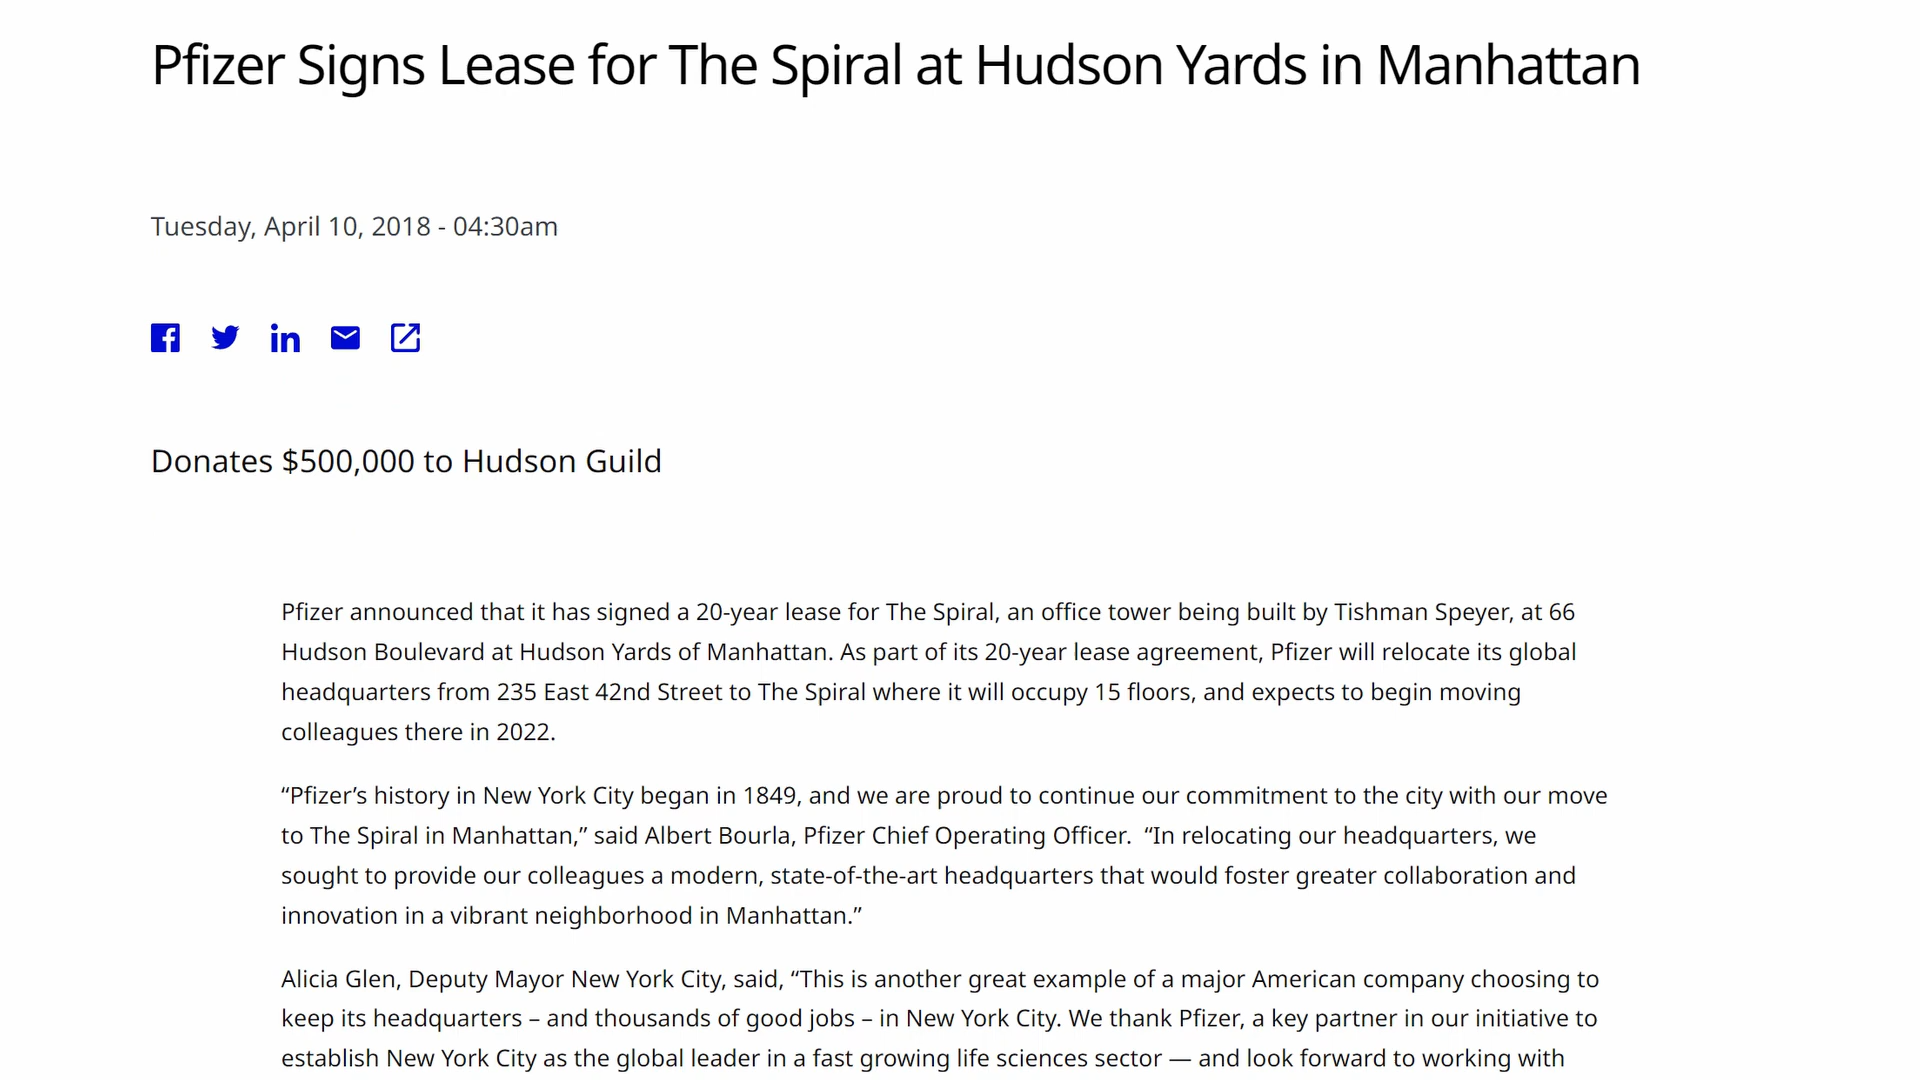 Pfizer Signs Lease for The Spiral at Hudson Yards in Manhattan
Tuesday, April 10, 2018 - 04:30am
Donates $500,000 to Hudson Guild
Pfizer announced that it has signed a 20-year lease for The Spiral, an office tower being built by Tishman Speyer, at 66
Hudson Boulevard at Hudson Yards of Manhattan. As part of its 20-year lease agreement, Pfizer will relocate its global
headquarters from 235 East 42nd Street to The Spiral where it will occupy 15 floors, and expects to begin moving
colleagues there in 2022.
“Pfizer’s history in New York City began in 1849, and we are proud to continue our commitment to the city with our move
to The Spiral in Manhattan,” said Albert Bourla, Pfizer Chief Operating Officer.  “In relocating our headquarters, we
sought to provide our colleagues a modern, state-of-the-art headquarters that would foster greater collaboration and
innovation in a vibrant neighborhood in Manhattan.”
Alicia Glen, Deputy Mayor New York City, said, “This is another great example of a major American company choosing to
keep its headquarters – and thousands of good jobs – in New York City. We thank Pfizer, a key partner in our initiative to
establish New York City as the global leader in a fast growing life sciences sector — and look forward to working with